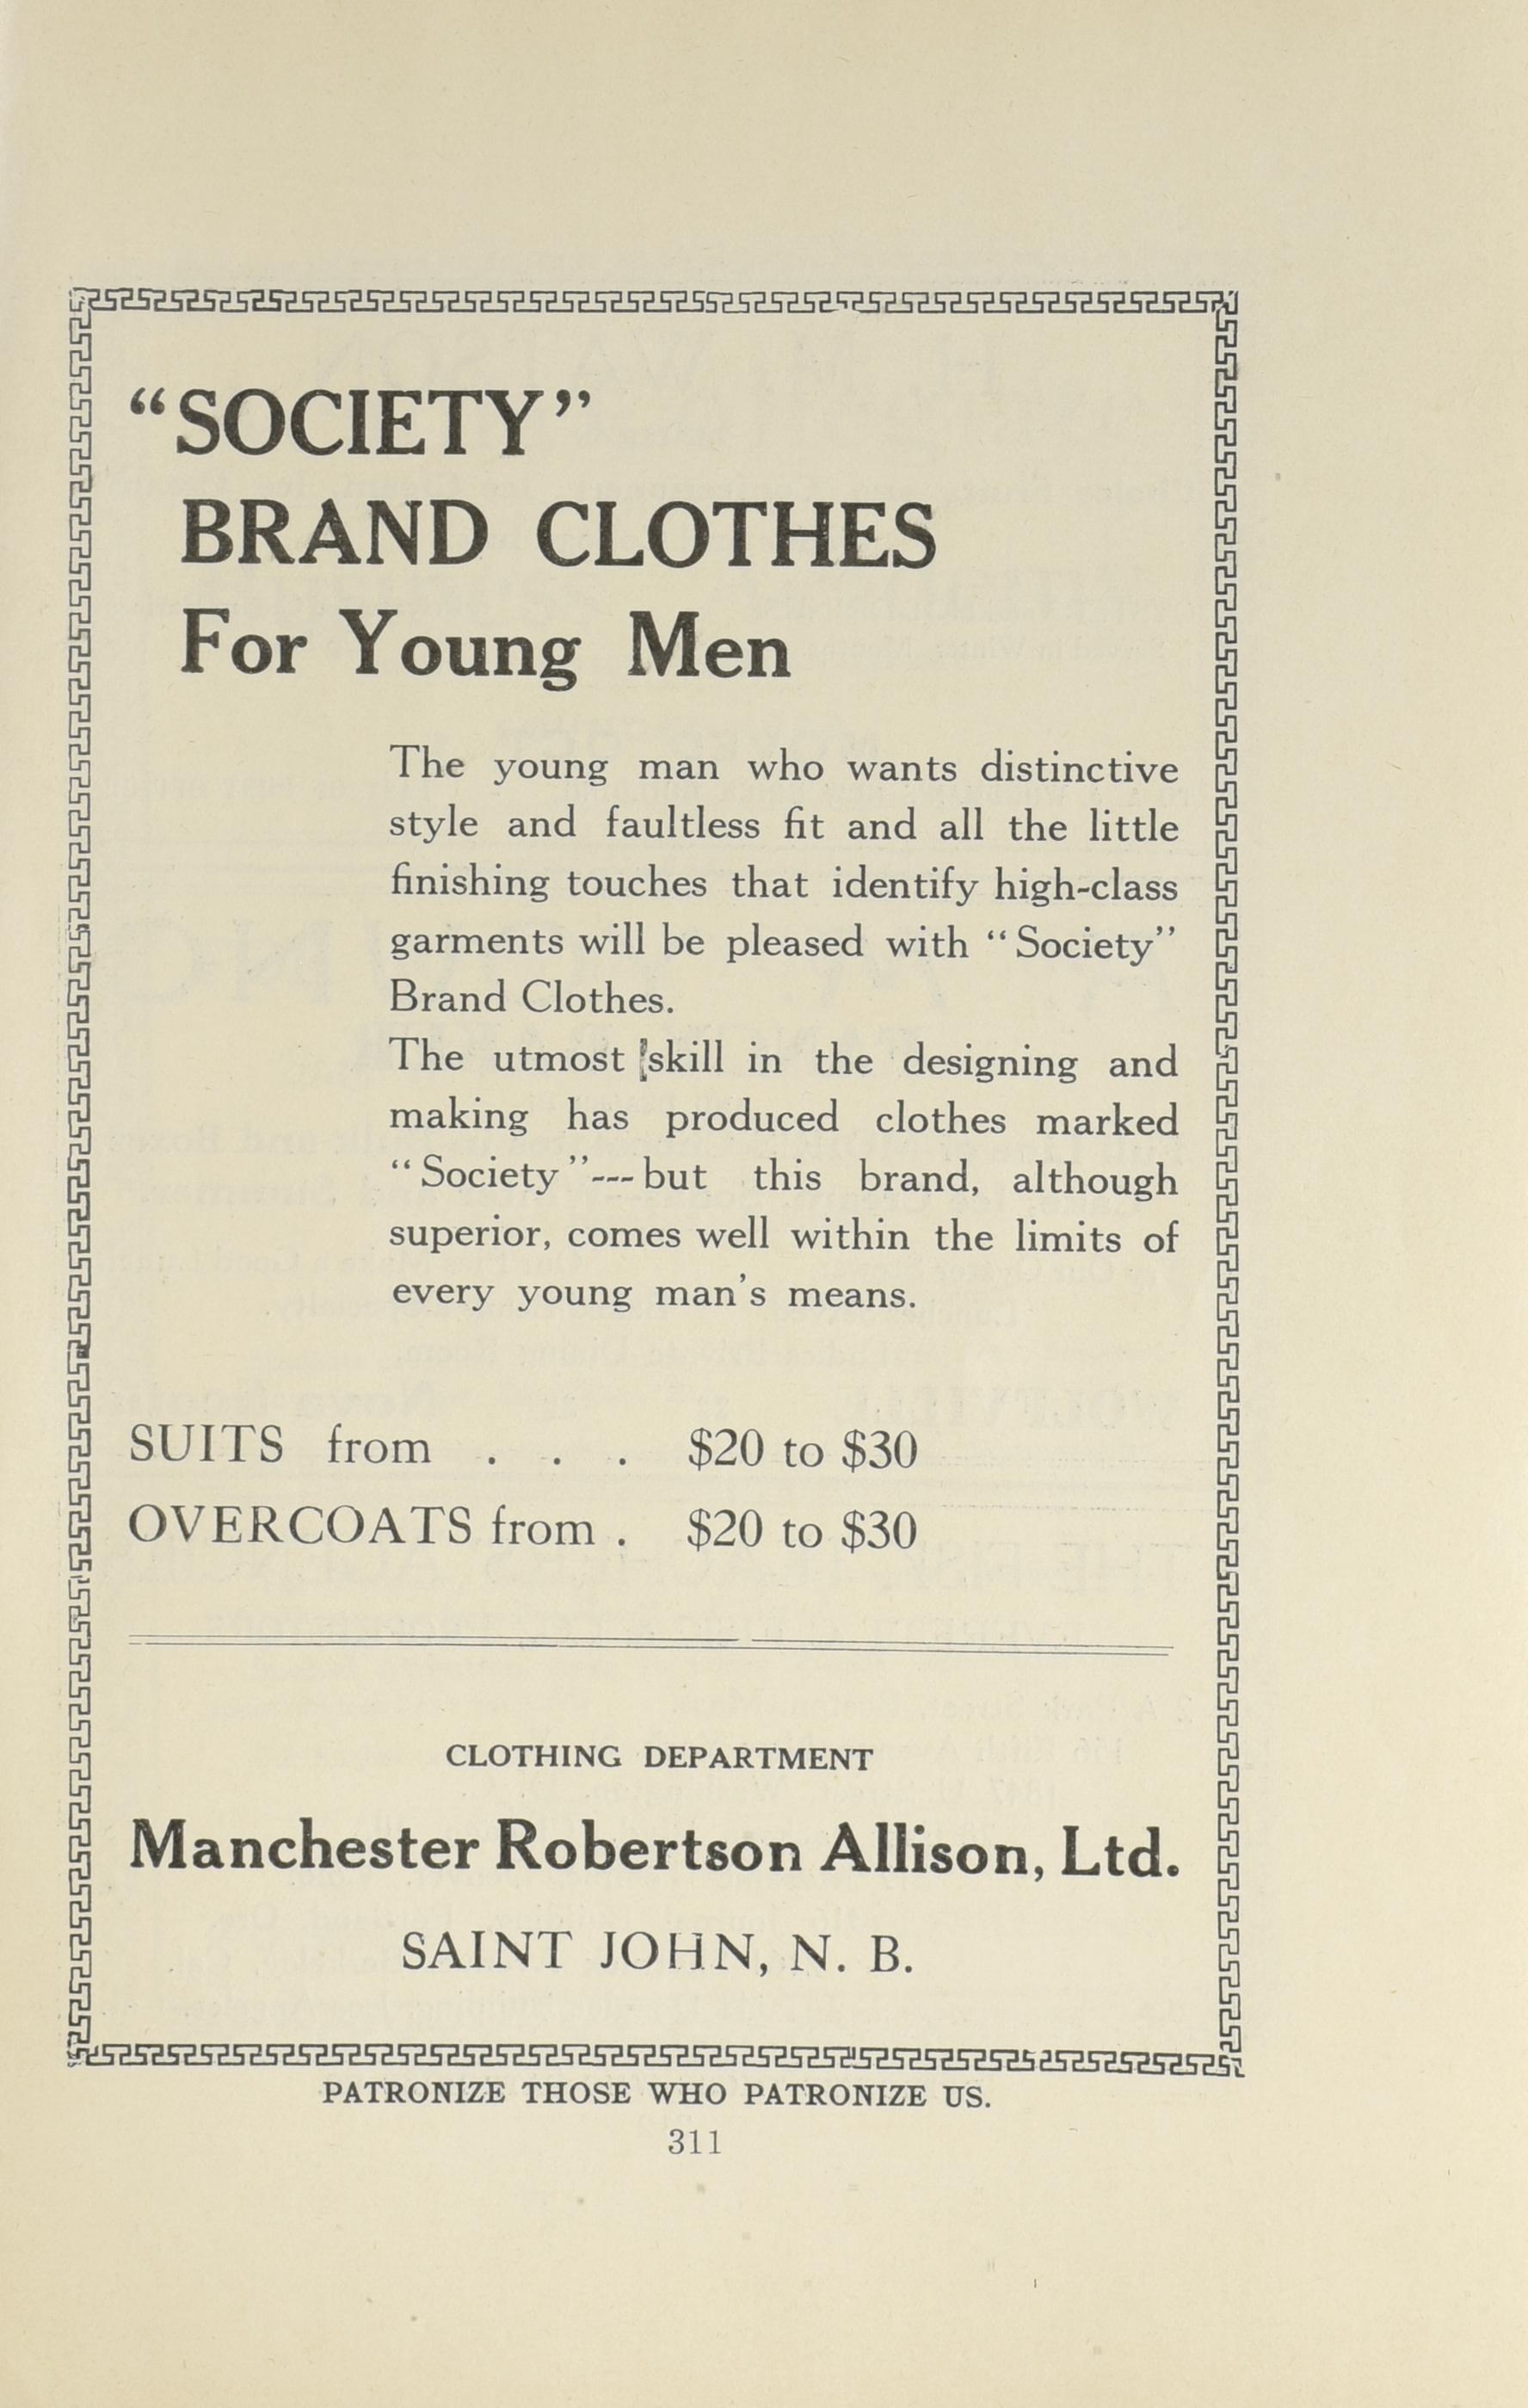 “SOCIETY”
BRAND CLOTHES
For Young Men
The young man who wants distinctive
style and faultless fit and all the little
finishing touches that identify high-class
garments will be pleased with “Society”
Brand Clothes.
The utmost skill in the designing and
making has produced clothes marked
“Society”---but this brand, although
superior, comes well within the limits of
every young man's means.
SUITS from . . . $20 to $30
OVERCOATS from . $20 to $30
CLOTHING DEPARTMENT
Manchester Robertson Allison, Ltd.
SAINT JOHN, N. B.
PATRONIZE THOSE WHO PATRONIZE US.
311